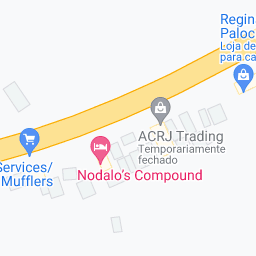 Regin
Paloc
Loja de
para ca
ACRJ Trading
Temporariamente
fechado
Services/
Mufflers
Nodalo's Compound